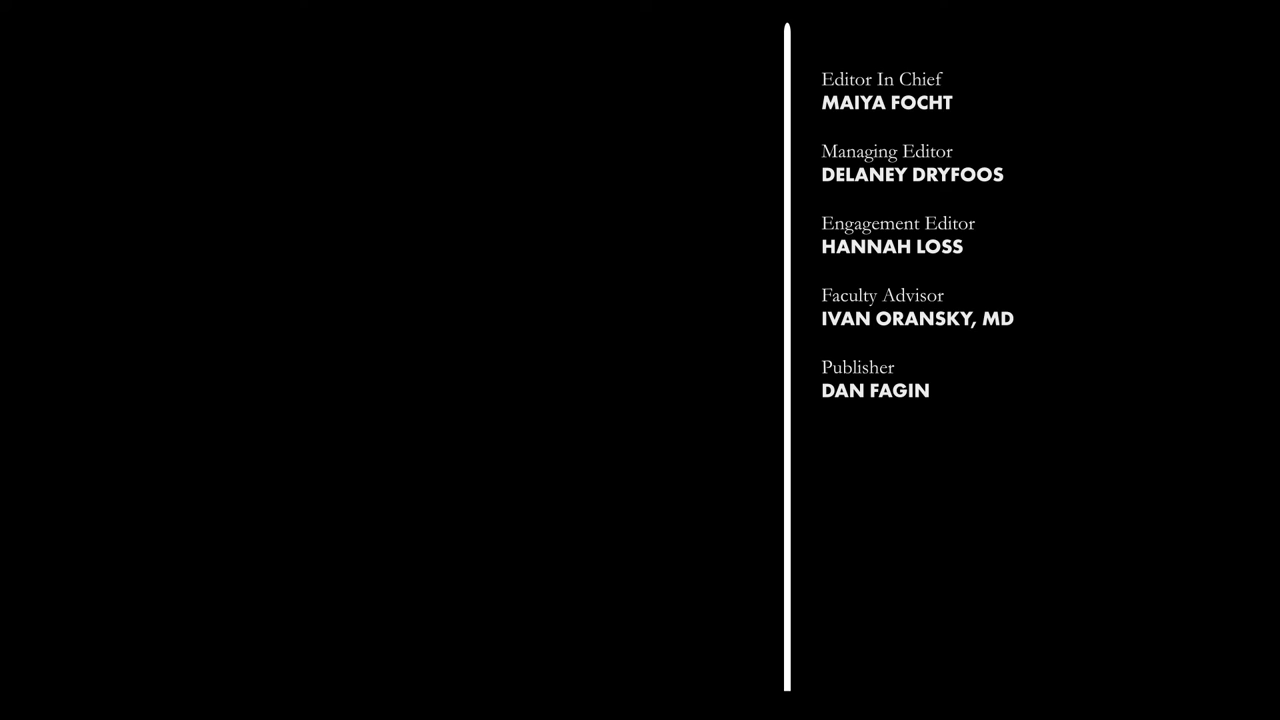 Editor In Chief
MAIYA FOCHT
Managing Editor
DELANEY DRYFOOS
Engagement Editor
HANNAH LOSS
Faculty Advisor
IVAN ORANSKY, MD
Publisher
DAN FAGIN